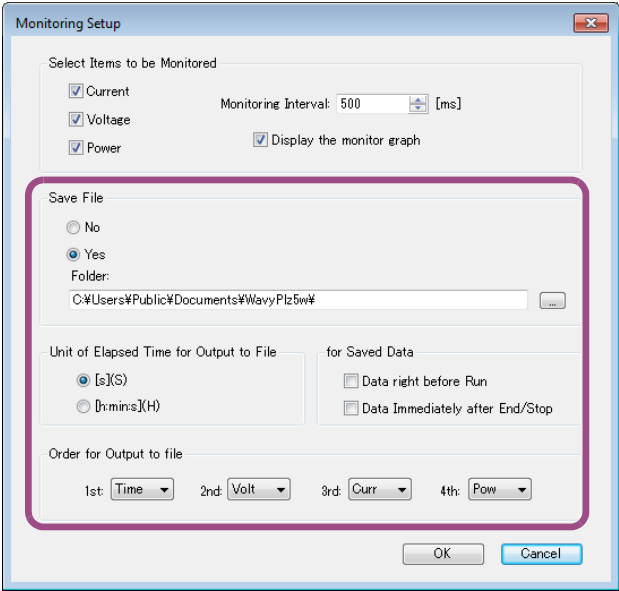 Monitoring Setup
Select Items to be Monitored
Current
Voltage
Power
Monitoring Interval: 500 [ms]
Display the monitor graph
Save File
No
Yes
Folder:
C:¥Users¥Public¥Documents¥WavyPlz5w¥
...
Unit of Elapsed Time for Output to File
[s](S)
[h:min:s](H)
for Saved Data
Data right before Run
Data Immediately after End/Stop
Order for Output to file
1st: Time 2nd: Volt 3rd: Curr 4th: Pow
OK Cancel